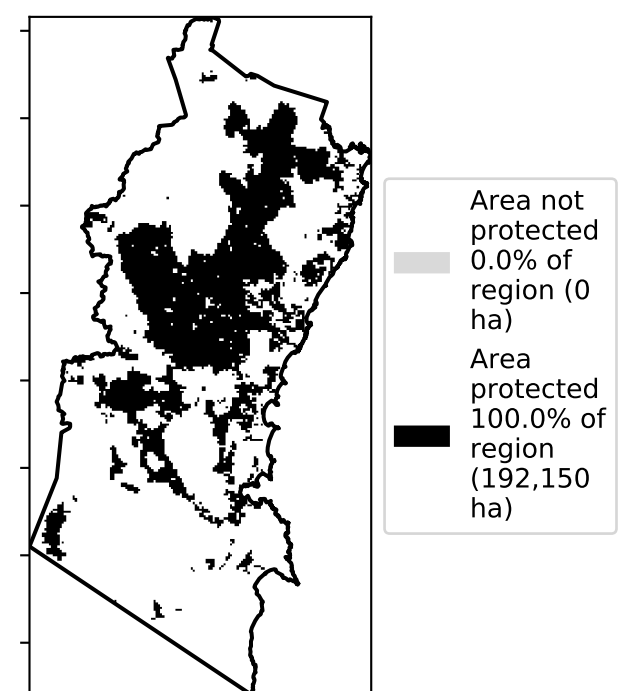 Area not
protected
0.0% of
region (0
ha)
Area
protected
100.0% of
region
(192,150
ha)